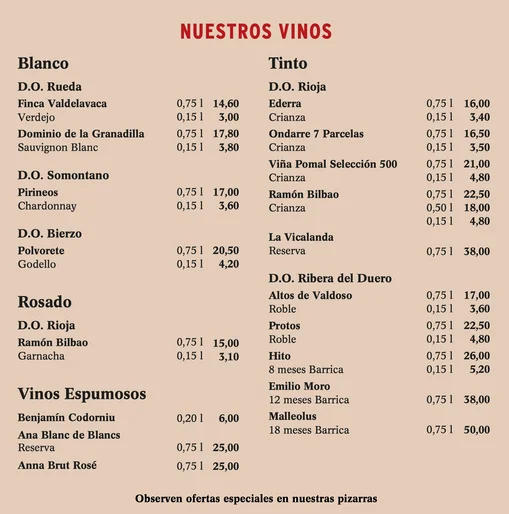 NUESTROS VINOS
Blanco
D.O. Rueda
Finca Valdelavaca 0,75 l 14,60
Verdejo 0,15 l 3,00
Dominio de la Granadilla 0,75 l 17,80
Sauvignon Blanc 0,15 l 3,80
D.O. Somontano
Pirineos 0,75 l 17,00
Chardonnay 0,15 l 3,60
D.O. Bierzo
Polvorete 0,75 l 20,50
Godello 0,15 l 4,20
Rosado
D.O. Rioja
Ramón Bilbao 0,75 l 15,00
Garnacha 0,15 l 3,10
Vinos Espumosos
Benjamín Codorniu 0,20 l 6,00
Ana Blanc de Blancs
Reserva 0,75 l 25,00
Anna Brut Rosé 0,75 l 25,00
Tinto
D.O. Rioja
Ederra 0,75 l 16,00
Crianza 0,15 l 3,40
Ondarre 7 Parcelas 0,75 l 16,50
Crianza 0,15 l 3,50
Viña Pomal Selección 500 0,75 l 21,00
Crianza 0,15 l 4,80
Ramón Bilbao 0,75 l 22,50
Crianza 0,50 l 18,00
0,15 l 4,80
La Vicalanda
Reserva 0,75 l 38,00
D.O. Ribera del Duero
Altos de Valdoso 0,75 l 17,00
Roble 0,15 l 3,60
Protos 0,75 l 22,50
Roble 0,15 l 4,80
Hito 0,75 l 26,00
8 meses Barrica 0,15 l 5,20
Emilio Moro
12 meses Barrica 0,75 l 38,00
Malleolus
18 meses Barrica 0,75 l 50,00
Observen ofertas especiales en nuestras pizarras